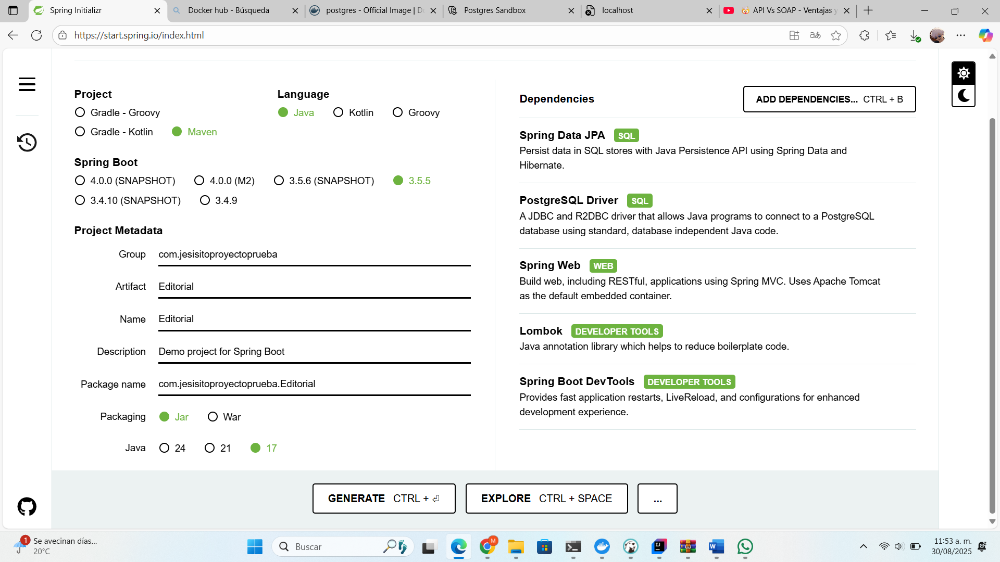 Spring Initializr
Docker hub - Búsqueda
postgres - Official Image | D
Postgres Sandbox
localhost
API Vs SOAP - Ventajas y
https://start.spring.io/index.html
Project
Gradle - Groovy
Gradle - Kotlin
Maven
Language
Java
Kotlin
Groovy
Spring Boot
4.0.0 (SNAPSHOT)
4.0.0 (M2)
3.5.6 (SNAPSHOT)
3.5.5
3.4.10 (SNAPSHOT)
3.4.9
Project Metadata
Group com.jesisitoproyectoprueba
Artifact Editorial
Name Editorial
Description Demo project for Spring Boot
Package name com.jesisitoproyectoprueba.Editorial
Packaging Jar War
Java 24 21 17
Dependencies
ADD DEPENDENCIES... CTRL + B
Spring Data JPA SQL
Persist data in SQL stores with Java Persistence API using Spring Data and
Hibernate.
PostgreSQL Driver SQL
A JDBC and R2DBC driver that allows Java programs to connect to a PostgreSQL
database using standard, database independent Java code.
Spring Web WEB
Build web, including RESTful, applications using Spring MVC. Uses Apache Tomcat
as the default embedded container.
Lombok DEVELOPER TOOLS
Java annotation library which helps to reduce boilerplate code.
Spring Boot DevTools DEVELOPER TOOLS
Provides fast application restarts, LiveReload, and configurations for enhanced
development experience.
GENERATE CTRL + ⏎
EXPLORE CTRL + SPACE
...
1
Se avecinan días...
20°C
Buscar
M
11:53 a. m.
30/08/2025